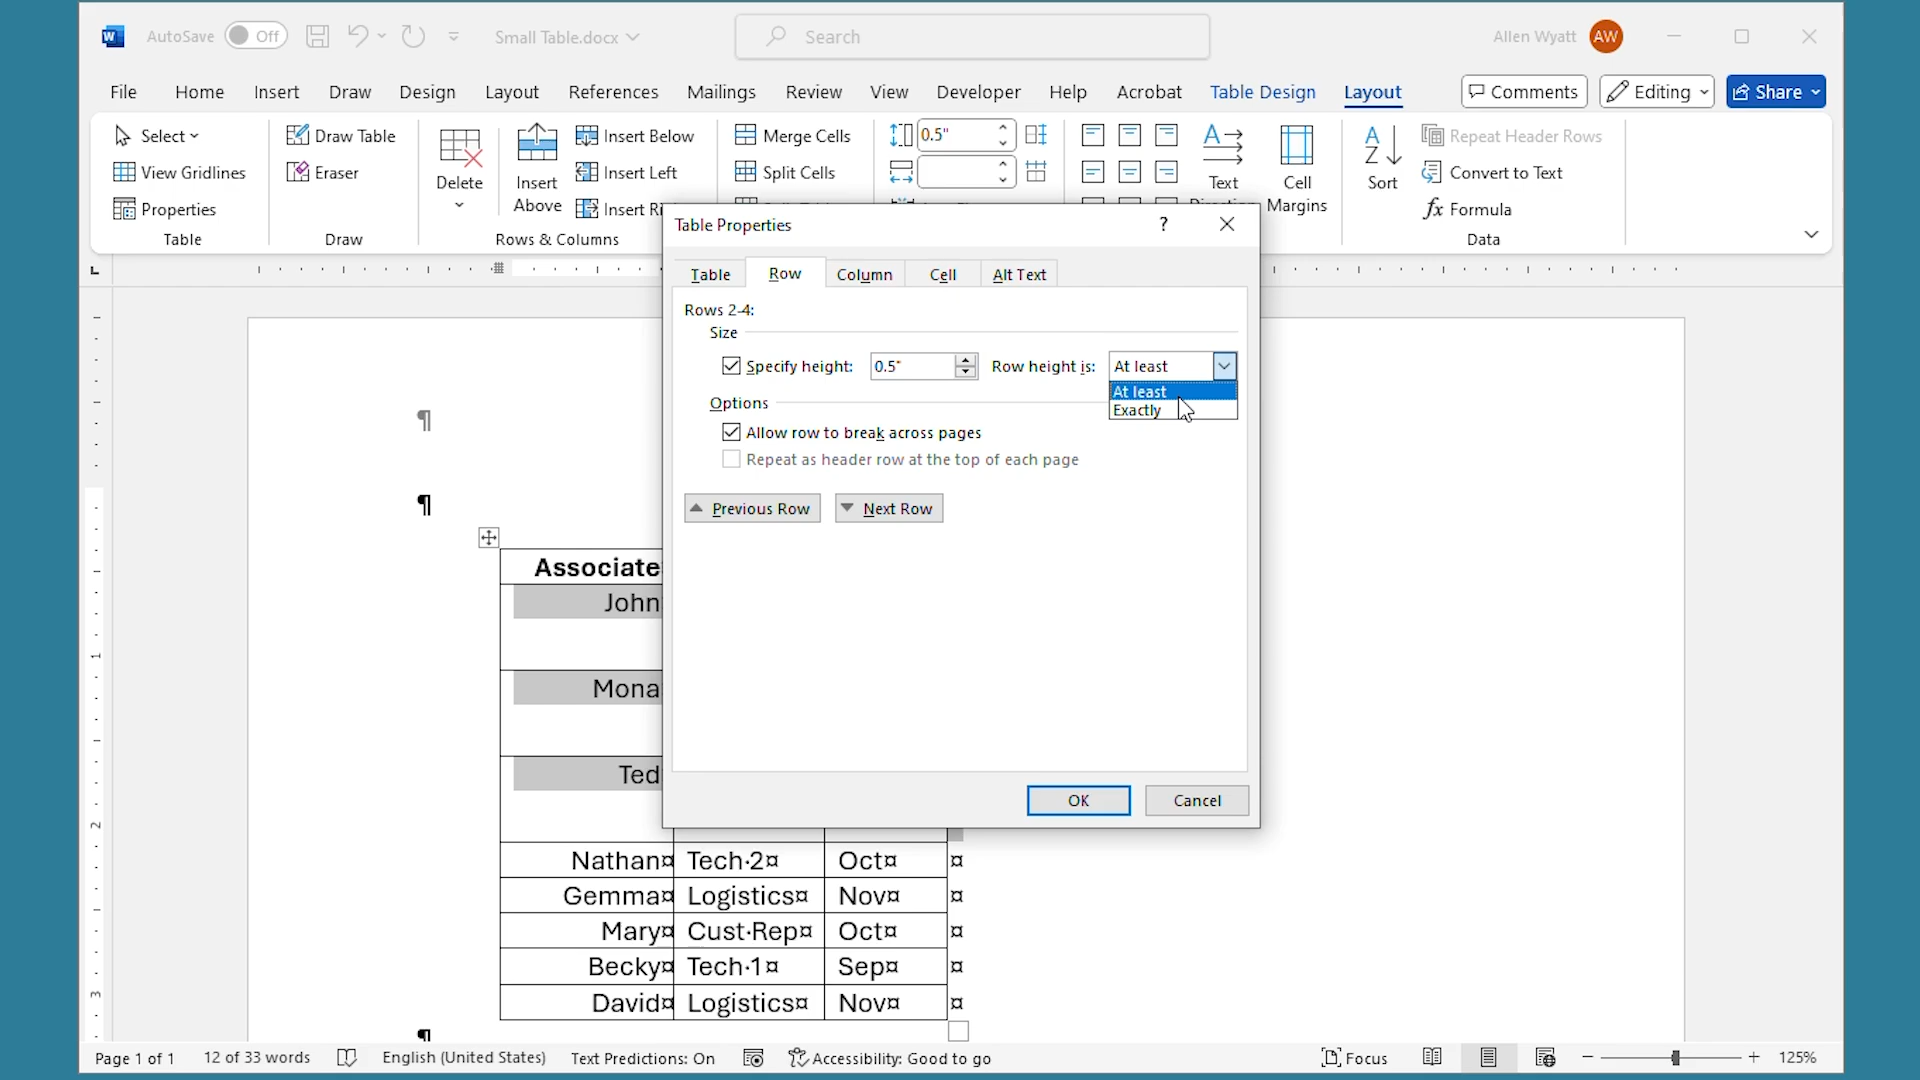 AutoSave Off Small Table.docx Search Allen Wyatt AW
File Home Insert Draw Design Layout References Mailings Review View Developer Help Acrobat Table Design Layout Comments Editing Share
Select Draw Table Insert Below Merge Cells 0.5" Repeat Header Rows
View Gridlines Eraser Delete Insert Above Insert Left Split Cells Text Cell Margins Sort Convert to Text
Properties Formula
Table Draw Rows & Columns Data
Table Properties ?
Table Row Column Cell Alt Text
Rows 2-4:
Size
Specify height: 0.5" Row height is: At least
At least
Exactly
Options
Allow row to break across pages
Repeat as header row at the top of each page
Previous Row Next Row
¶
¶
Associate
John
Mona
Ted
OK Cancel
Nathan¤ Tech·2¤ Oct¤ ¤
Gemma¤ Logistics¤ Nov¤ ¤
Mary¤ Cust·Rep¤ Oct¤ ¤
Becky¤ Tech·1¤ Sep¤ ¤
David¤ Logistics¤ Nov¤ ¤
1
2
3
Page 1 of 1 12 of 33 words English (United States) Text Predictions: On Accessibility: Good to go Focus 125%